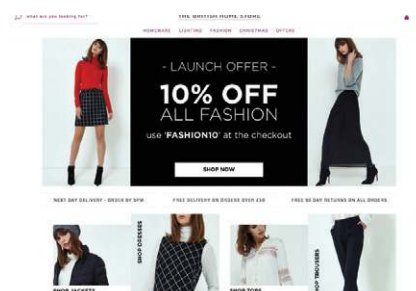 what are you looking for?
THE BRITISH HOME STORE
HOMEWARE LIGHTING FASHION CHRISTMAS OFFERS
- LAUNCH OFFER -
10% OFF
ALL FASHION
use 'FASHION10' at the checkout
SHOP NOW
NEXT DAY DELIVERY - ORDER BY 5PM FREE DELIVERY ON ORDERS OVER £50 FREE 90 DAY RETURNS ON ALL ORDERS
SHOP JACKETS
SHOP DRESSES
SHOP TOPS
SHOP TROUSERS